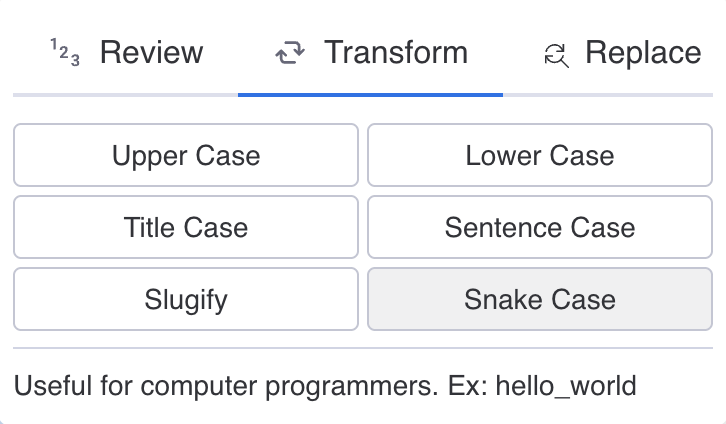 123 Review Transform Replace
Upper Case Lower Case
Title Case Sentence Case
Slugify Snake Case
Useful for computer programmers. Ex: hello_world